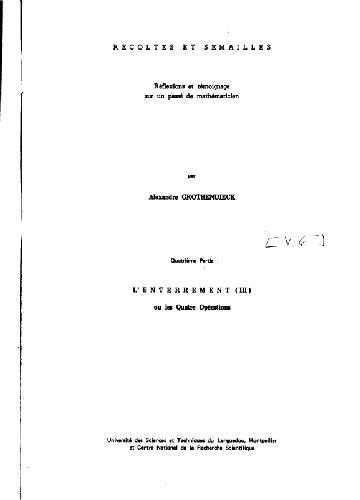 RECOLTES ET SEMAILLES
Réflexions et témoignage
sur un passé de mathématicien
par
Alexandre GROTHENDIECK
[V.6]
Quatrième Partie :
L'ENTERREMENT (III)
ou les Quatre Opérations
Université des Sciences et Techniques du Languedoc, Montpellier
et Centre National de la Recherche Scientifique